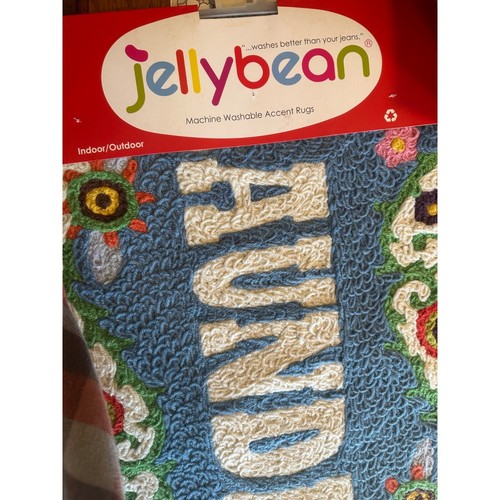 "...washes better than your jeans."
jellybean®
Machine Washable Accent Rugs
Indoor/Outdoor
AUND